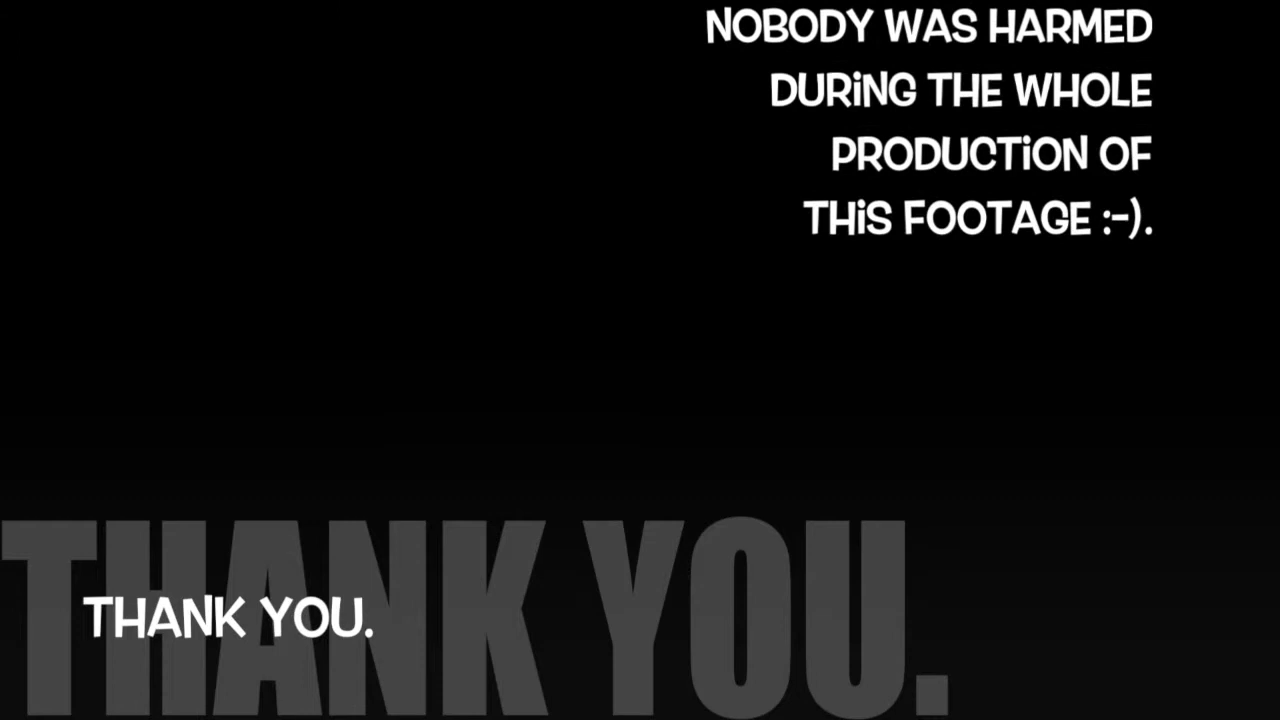 NOBODY WAS HARMED
DURiNG THE WHOLE
PRODUCTiON OF
THiS FOOTAGE :-).
THANK YOU.
THANK YOU.